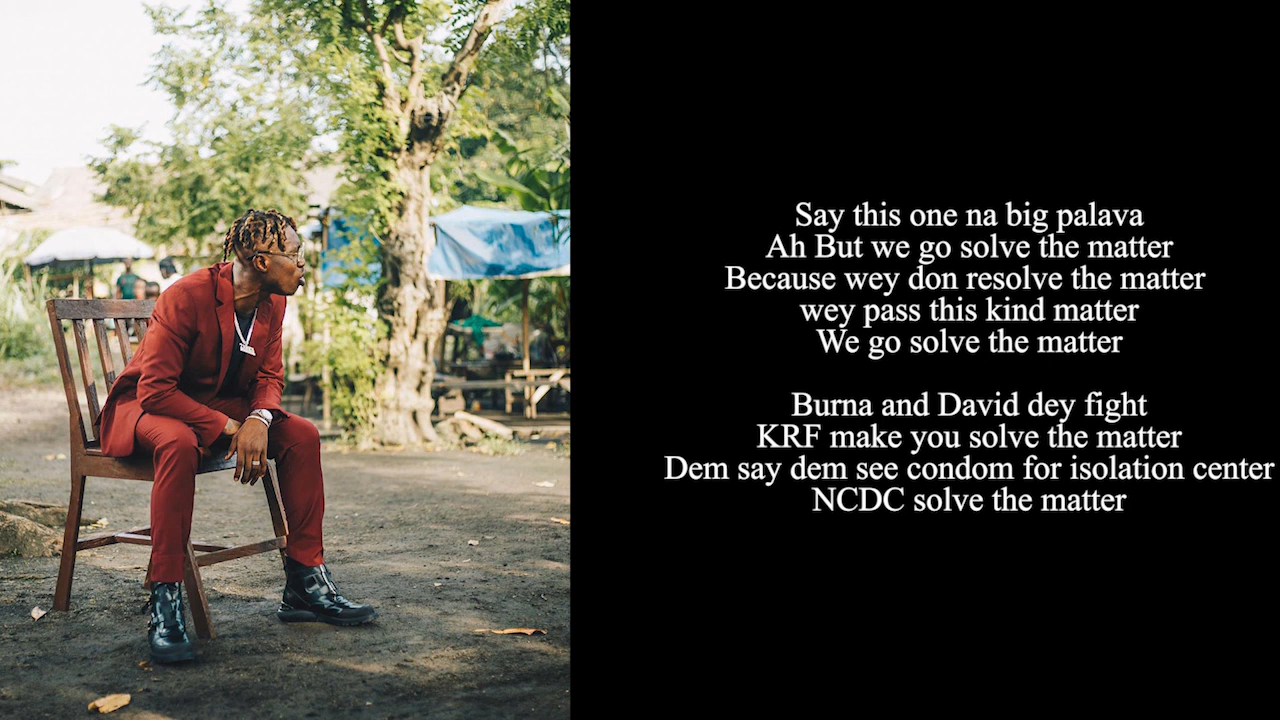 Say this one na big palava
Ah But we go solve the matter
Because wey don resolve the matter
wey pass this kind matter
We go solve the matter
Burna and David dey fight
KRF make you solve the matter
Dem say dem see condom for isolation center
NCDC solve the matter